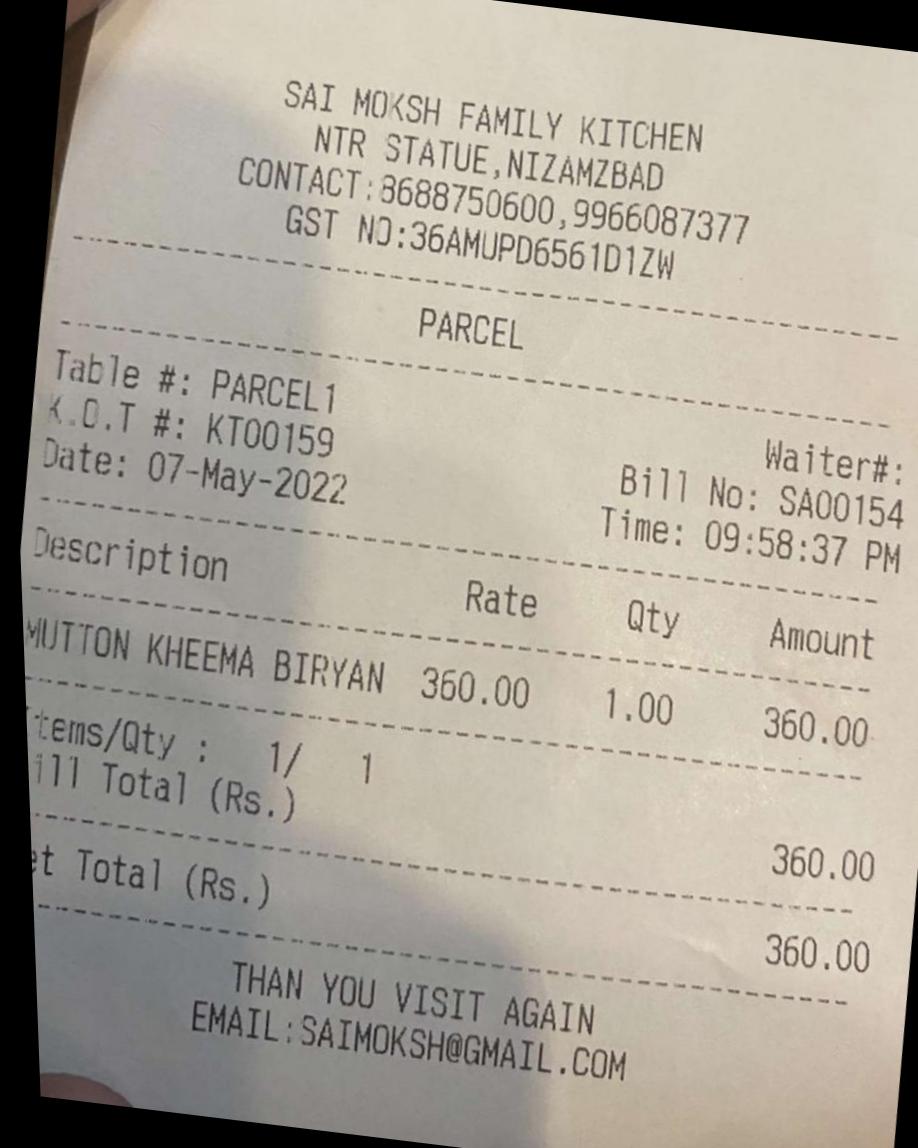 SAI MOKSH FAMILY KITCHEN
NTR STATUE,NIZAMZBAD
CONTACT:8688750600,9966087377
GST NO:36AMUPD6561D1ZW
PARCEL
Table #: PARCEL1 Waiter#:
K.O.T #: KT00159 Bill No: SA00154
Date: 07-May-2022 Time: 09:58:37 PM
Description Rate Qty Amount
MUTTON KHEEMA BIRYAN 360.00 1.00 360.00
Items/Qty : 1/ 1
ill Total (Rs.) 360.00
et Total (Rs.) 360.00
THAN YOU VISIT AGAIN
EMAIL:SAIMOKSH@GMAIL.COM